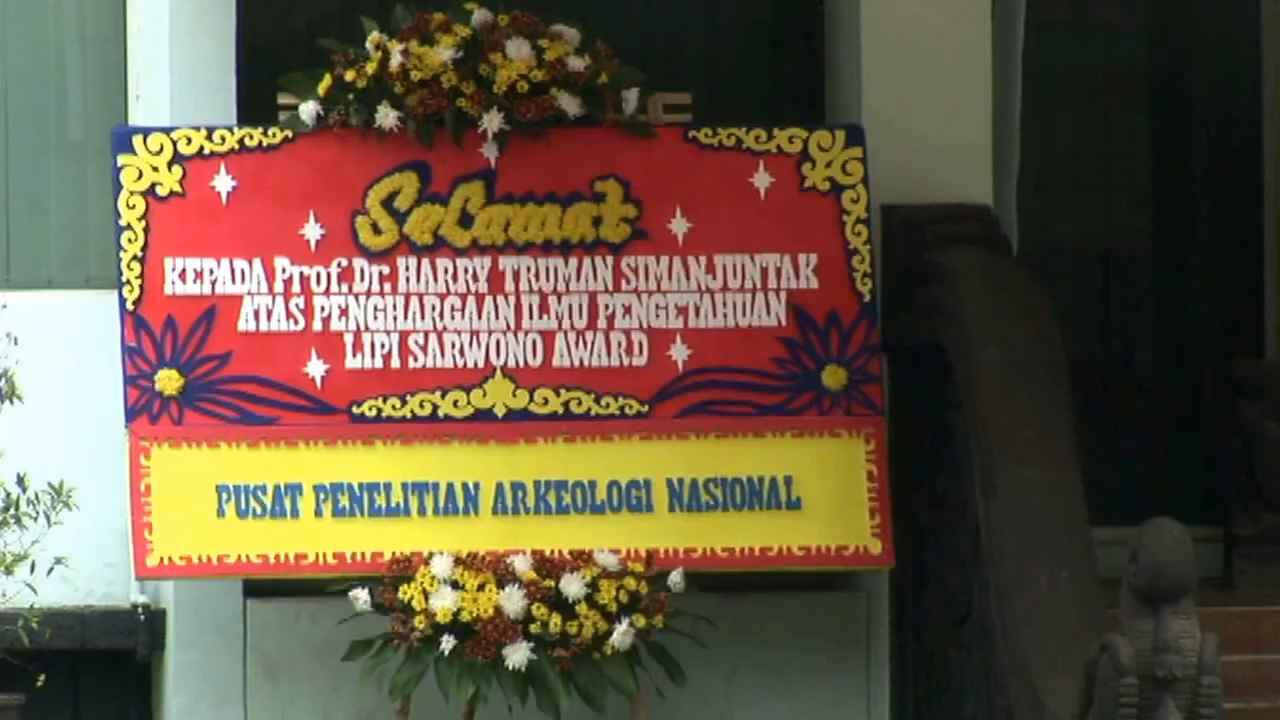 Selamat
KEPADA Prof. Dr. HARRY TRUMAN SIMANJUNTAK
ATAS PENGHARGAAN ILMU PENGETAHUAN
LIPI SARWONO AWARD
PUSAT PENELITIAN ARKEOLOGI NASIONAL